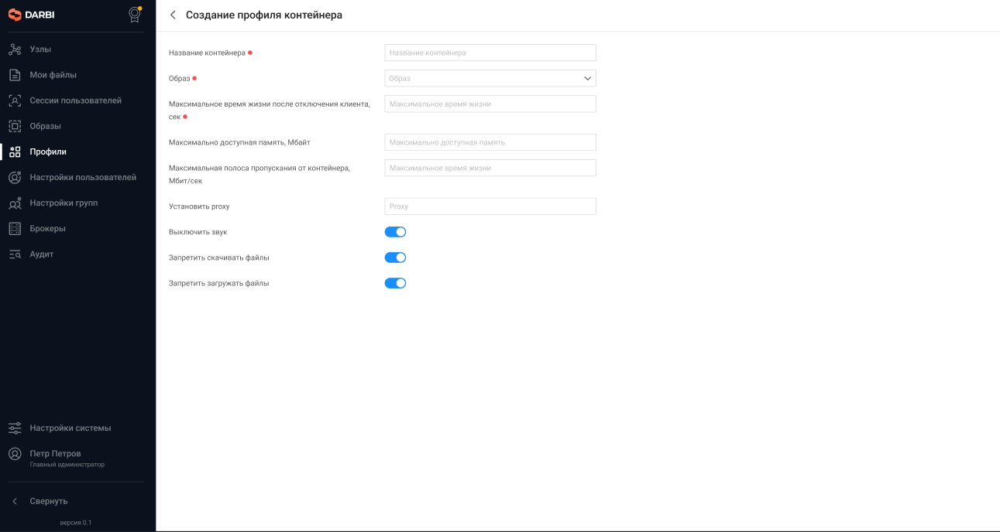 DARBI
Узлы
Мои файлы
Сессии пользователей
Образы
Профили
Настройки пользователей
Настройки групп
Брокеры
Аудит
Настройки системы
Петр Петров
Главный администратор
Свернуть
версия 0.1
Создание профиля контейнера
Название контейнера
Название контейнера
Образ
Образ
Максимальное время жизни после отключения клиента,
сек
Максимальное время жизни
Максимально доступная память, Мбайт
Максимально доступная память
Максимальная полоса пропускания от контейнера,
Мбит/сек
Максимальное время жизни
Установить proxy
Proxy
Выключить звук
Запретить скачивать файлы
Запретить загружать файлы